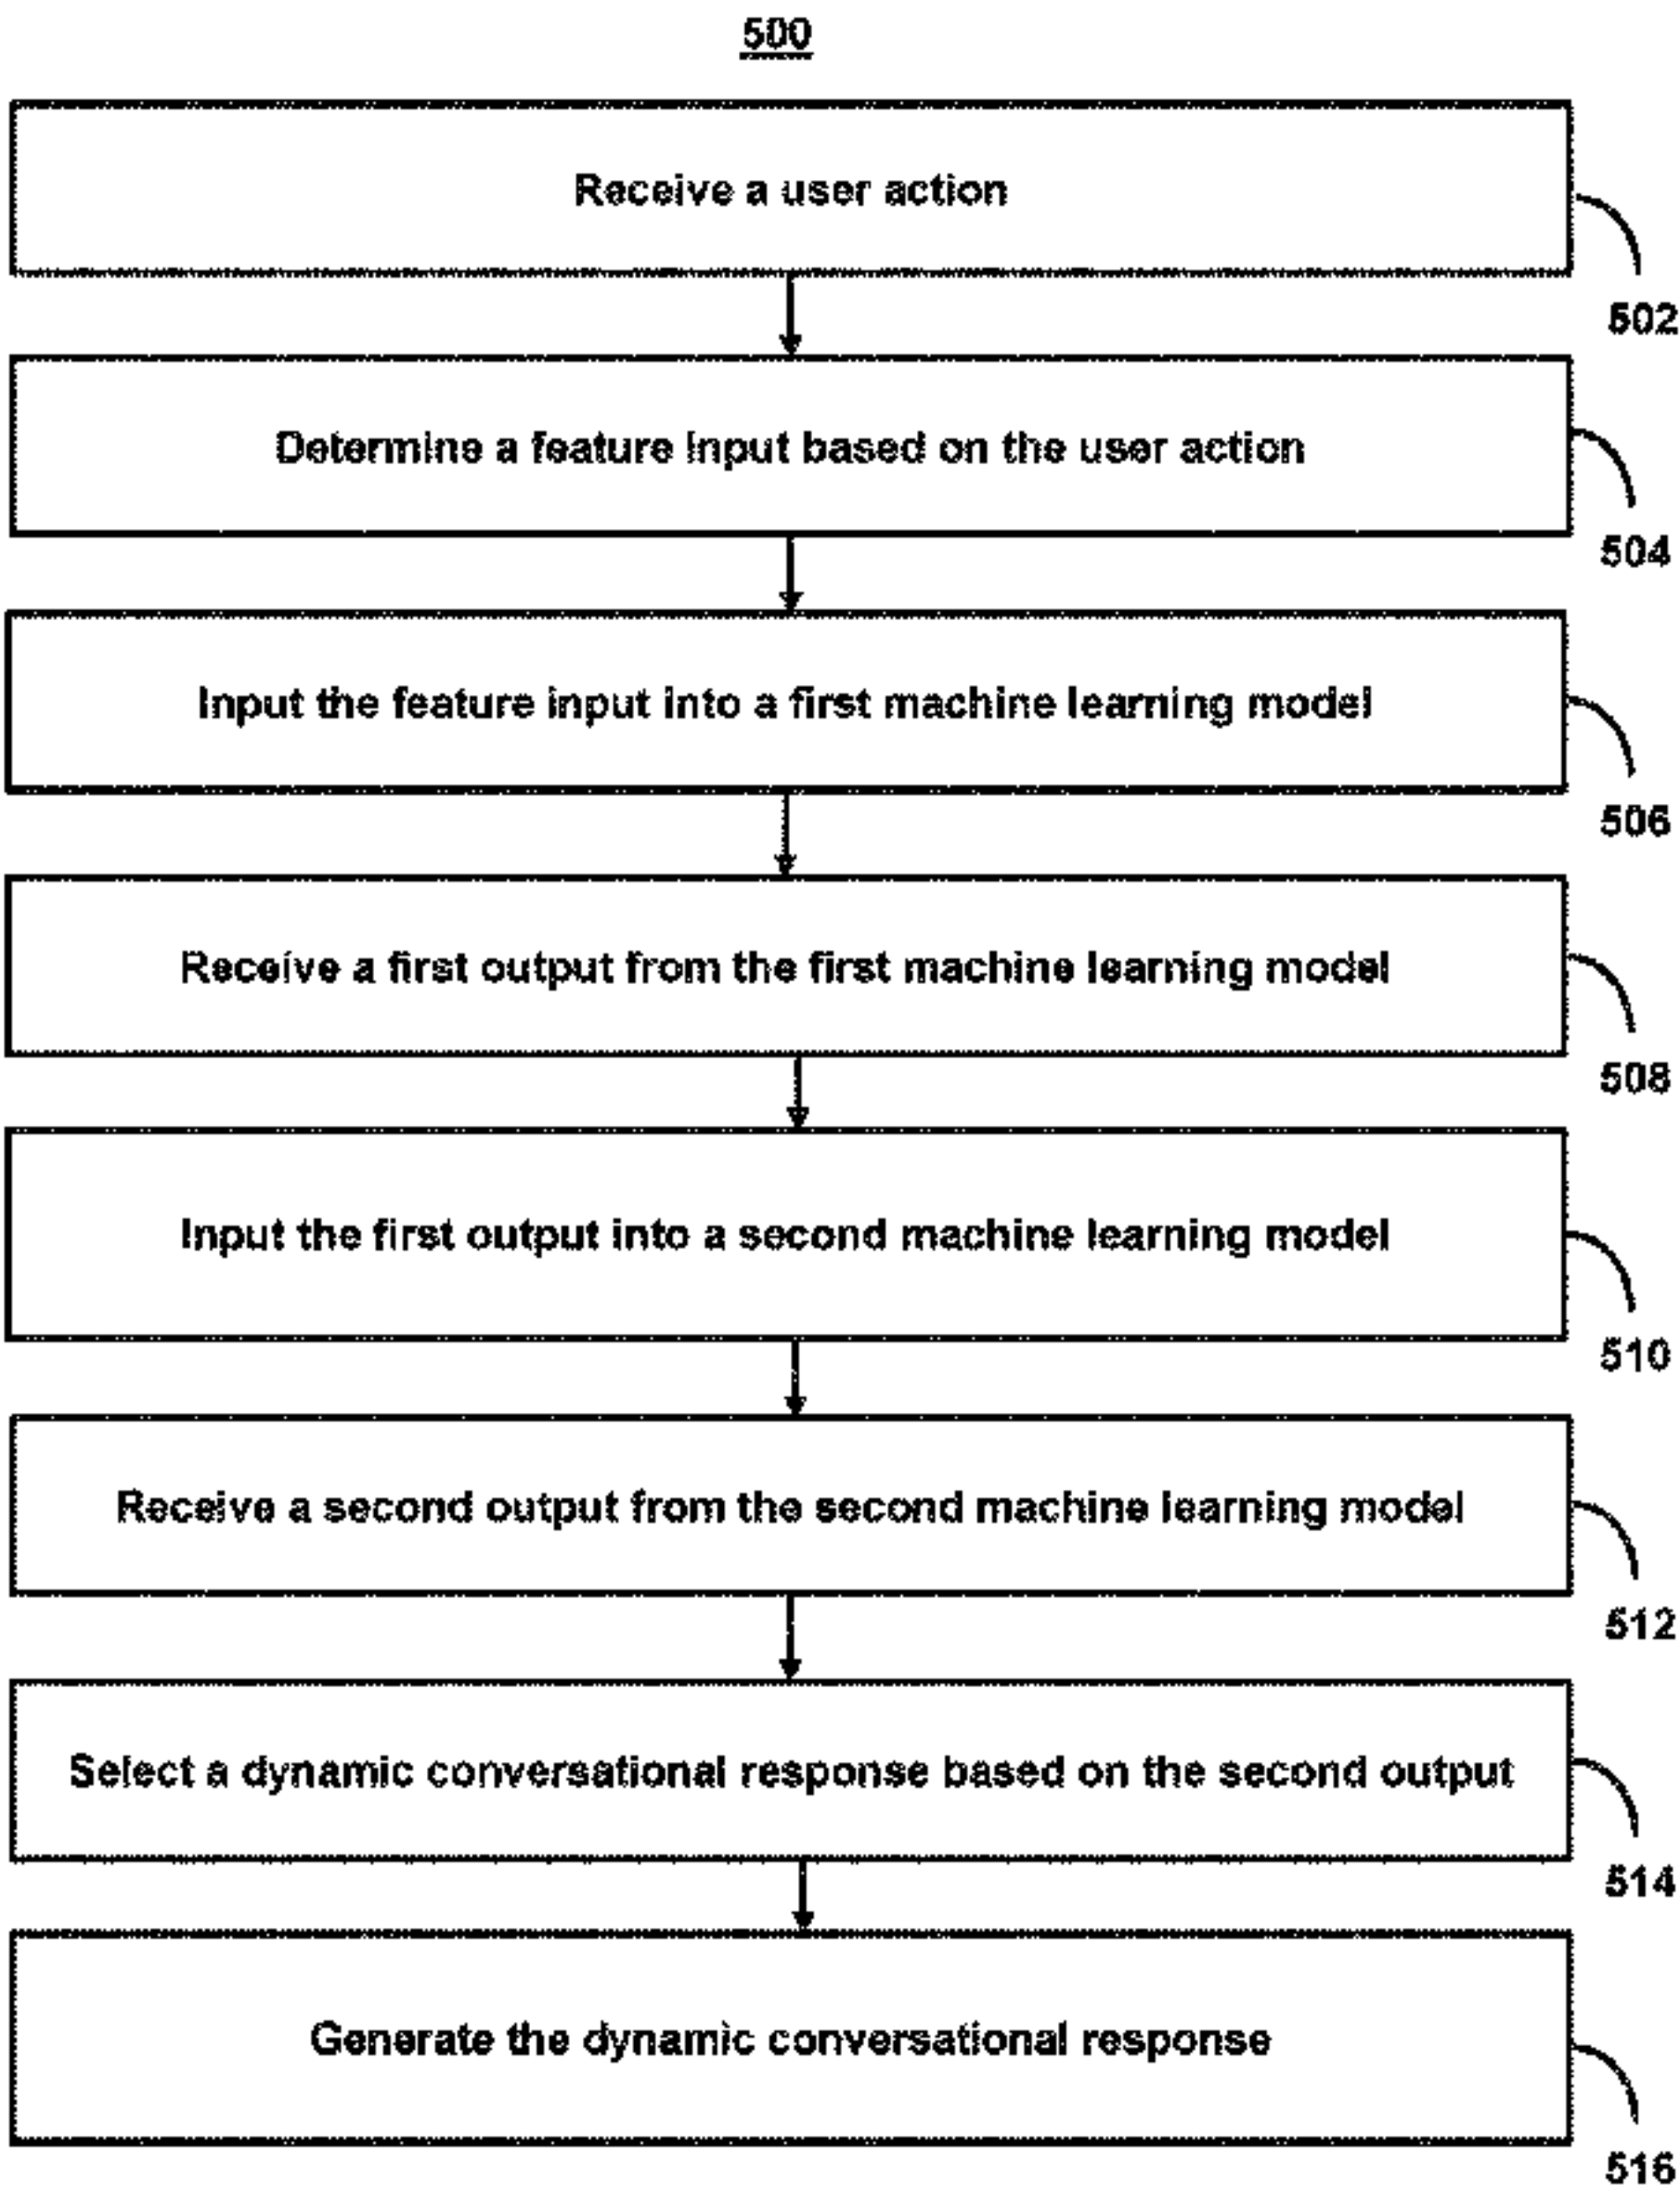 500
Receive a user action
502
Determine a feature input based on the user action
504
Input the feature input into a first machine learning model
506
Receive a first output from the first machine learning model
508
Input the first output into a second machine learning model
510
Receive a second output from the second machine learning model
512
Select a dynamic conversational response based on the second output
514
Generate the dynamic conversational response
516